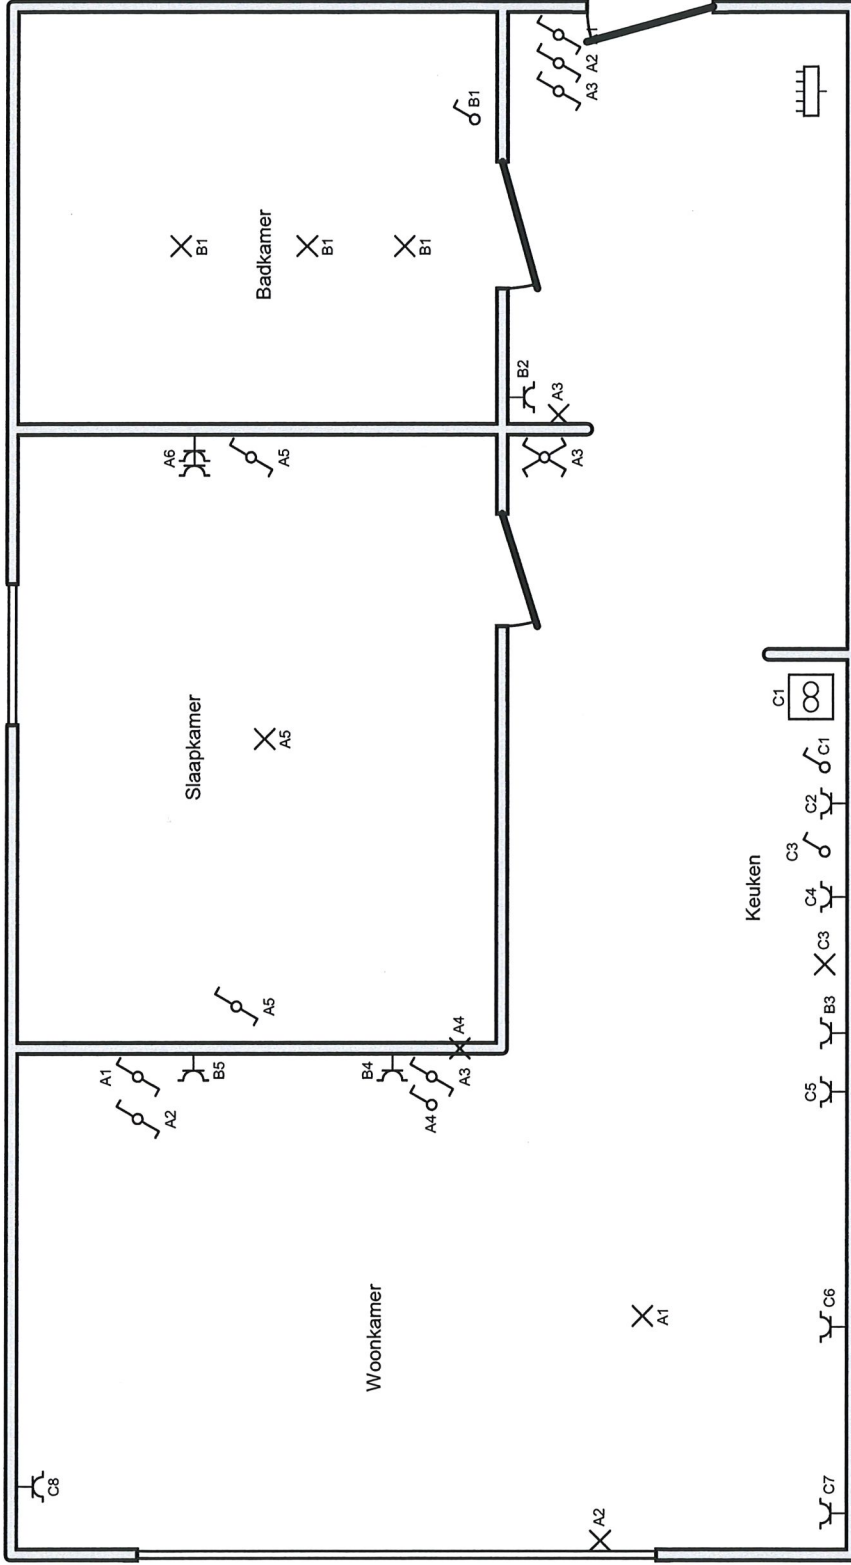 C8
A1
A2
A6
Slaapkamer
B1
B5
Badkamer
A5
A5
A5
B1
B4
Woonkamer
B1
A4
A4
A3
B1
B2
A3
A3
A3
A2
A2
A1
Keuken
C1
C3
C5
C4
C2
C7
C6
B3
C3
C1